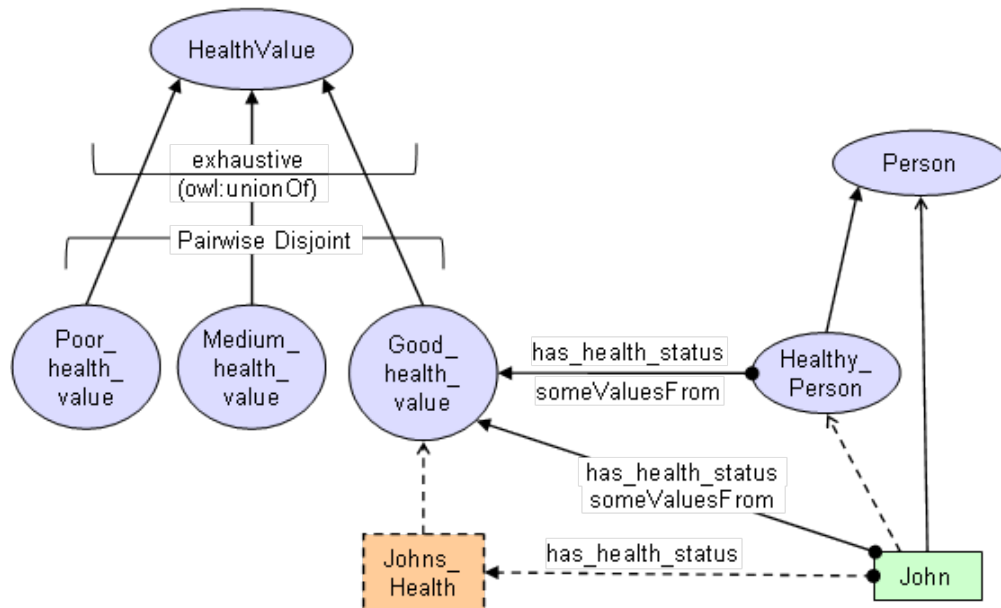 HealthValue
exhaustive
(owl:unionOf)
Person
Pairwise Disjoint
Poor_
health_
value
Medium_
health_
value
Good_
health_
value
has_health_status
someValuesFrom
Healthy_
Person
has_health_status
someValuesFrom
Johns_
Health
has_health_status
John